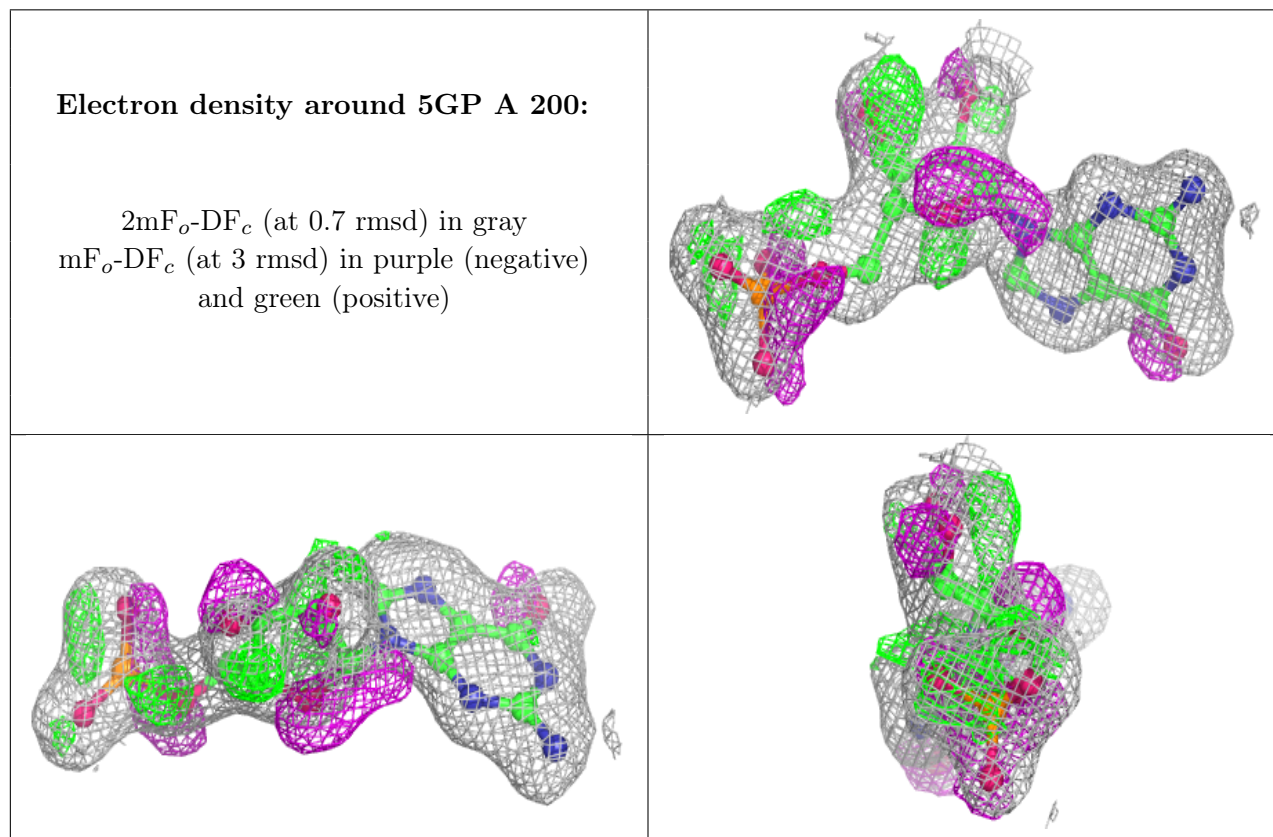 Electron density around 5GP A 200:
2mFo-DFc (at 0.7 rmsd) in gray
mFo-DFc (at 3 rmsd) in purple (negative)
and green (positive)